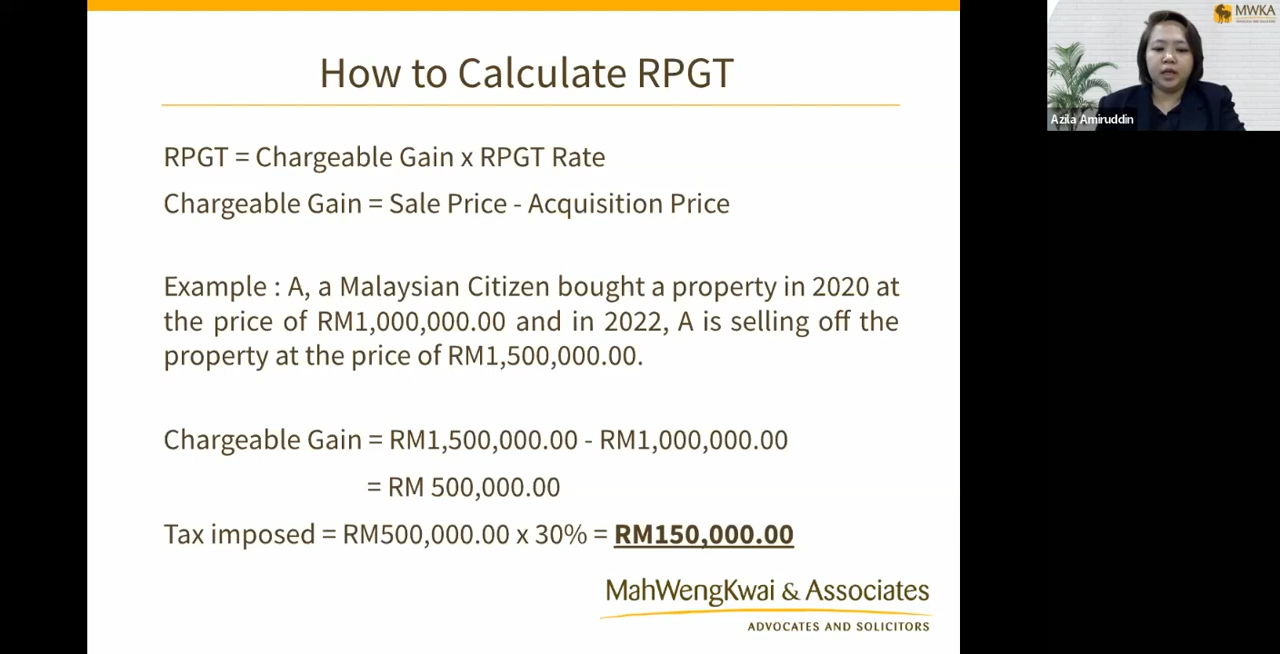 How to Calculate RPGT
RPGT = Chargeable Gain x RPGT Rate
Chargeable Gain = Sale Price - Acquisition Price
Example : A, a Malaysian Citizen bought a property in 2020 at
the price of RM1,000,000.00 and in 2022, A is selling off the
property at the price of RM1,500,000.00.
Chargeable Gain = RM1,500,000.00 - RM1,000,000.00
= RM 500,000.00
Tax imposed = RM500,000.00 x 30% = RM150,000.00
MahWengKwai & Associates
ADVOCATES AND SOLICITORS
MWKA
Azila Amiruddin